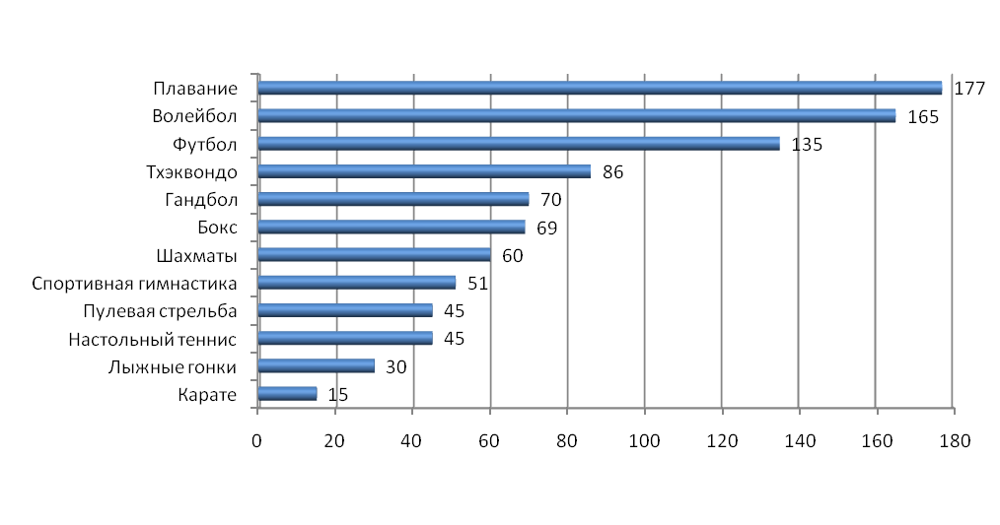 Плавание 177
Волейбол 165
Футбол 135
Тхэквондо 86
Гандбол 70
Бокс 69
Шахматы 60
Спортивная гимнастика 51
Пулевая стрельба 45
Настольный теннис 45
Лыжные гонки 30
Карате 15
0 20 40 60 80 100 120 140 160 180